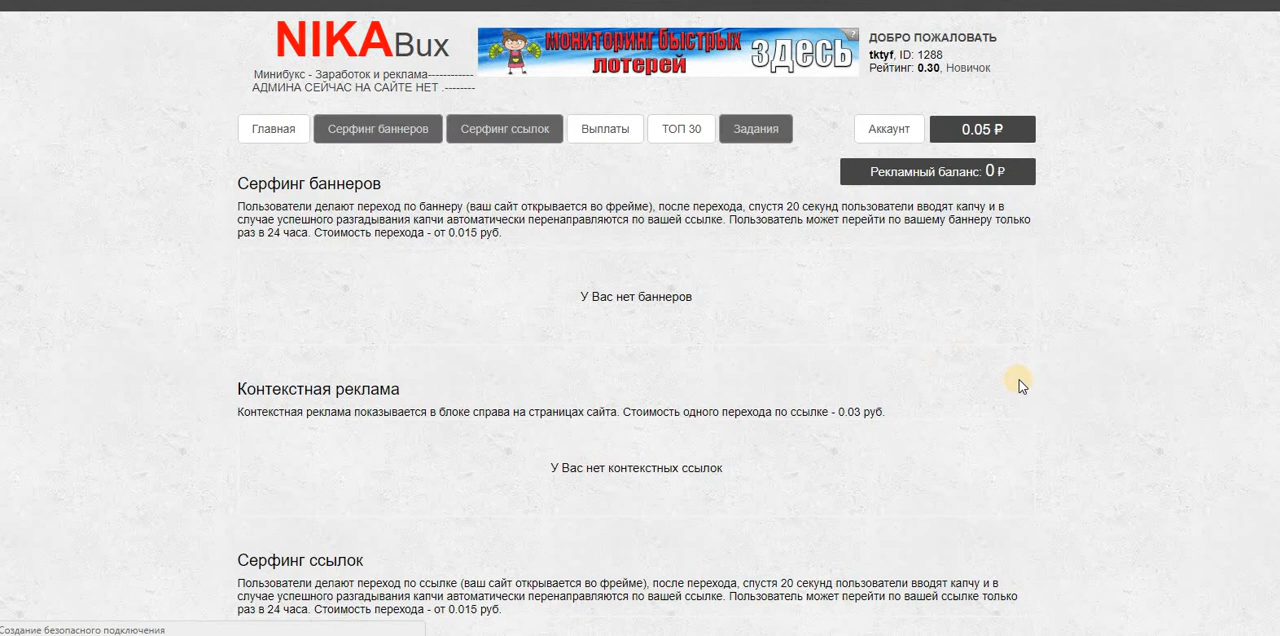 NIKABux
Минибукс - Заработок и реклама------------
АДМИНА СЕЙЧАС НА САЙТЕ НЕТ .--------
МОНИТОРИНГ БЫСТРЫХ
ЛОТЕРЕЙ
ЗДЕСЬ
?
ДОБРО ПОЖАЛОВАТЬ
tktyf, ID: 1288
Рейтинг: 0.30, Новичок
Главная
Серфинг баннеров
Серфинг ссылок
Выплаты
ТОП 30
Задания
Аккаунт
0.05 ₽
Рекламный баланс: 0 ₽
Серфинг баннеров
Пользователи делают переход по баннеру (ваш сайт открывается во фрейме), после перехода, спустя 20 секунд пользователи вводят капчу и в
случае успешного разгадывания капчи автоматически перенаправляются по вашей ссылке. Пользователь может перейти по вашему баннеру только
раз в 24 часа. Стоимость перехода - от 0.015 руб.
У Вас нет баннеров
Контекстная реклама
Контекстная реклама показывается в блоке справа на страницах сайта. Стоимость одного перехода по ссылке - 0.03 руб.
У Вас нет контекстных ссылок
Серфинг ссылок
Пользователи делают переход по ссылке (ваш сайт открывается во фрейме), после перехода, спустя 20 секунд пользователи вводят капчу и в
случае успешного разгадывания капчи автоматически перенаправляются по вашей ссылке. Пользователь может перейти по вашей ссылке только
раз в 24 часа. Стоимость перехода - от 0.015 руб.
Создание безопасного подключения